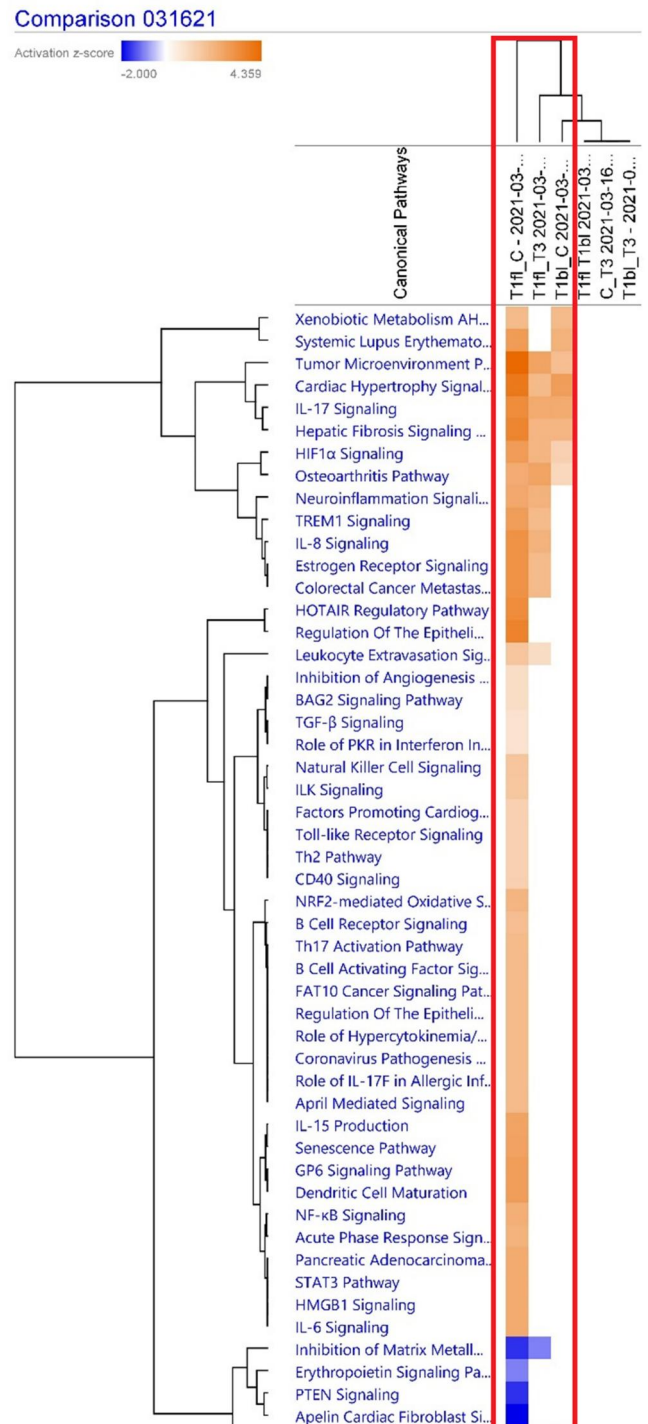 Comparison 031621
Activation z-score
-2.000 4.359
Canonical Pathways
T1fl_C - 2021-03-...
T1fl_T3 2021-03-...
T1bl_C 2021-03-...
T1fl T1bl 2021-03...
C_T3 2021-03-16...
T1bl_T3 - 2021-0...
Xenobiotic Metabolism AH...
Systemic Lupus Erythemato...
Tumor Microenvironment P...
Cardiac Hypertrophy Signal...
IL-17 Signaling
Hepatic Fibrosis Signaling ...
HIF1α Signaling
Osteoarthritis Pathway
Neuroinflammation Signali...
TREM1 Signaling
IL-8 Signaling
Estrogen Receptor Signaling
Colorectal Cancer Metastas...
HOTAIR Regulatory Pathway
Regulation Of The Epitheli...
Leukocyte Extravasation Sig...
Inhibition of Angiogenesis ...
BAG2 Signaling Pathway
TGF-β Signaling
Role of PKR in Interferon In...
Natural Killer Cell Signaling
ILK Signaling
Factors Promoting Cardiog...
Toll-like Receptor Signaling
Th2 Pathway
CD40 Signaling
NRF2-mediated Oxidative S...
B Cell Receptor Signaling
Th17 Activation Pathway
B Cell Activating Factor Sig...
FAT10 Cancer Signaling Pat...
Regulation Of The Epitheli...
Role of Hypercytokinemia/...
Coronavirus Pathogenesis ...
Role of IL-17F in Allergic Inf...
April Mediated Signaling
IL-15 Production
Senescence Pathway
GP6 Signaling Pathway
Dendritic Cell Maturation
NF-κB Signaling
Acute Phase Response Sign...
Pancreatic Adenocarcinoma...
STAT3 Pathway
HMGB1 Signaling
IL-6 Signaling
Inhibition of Matrix Metall...
Erythropoietin Signaling Pa...
PTEN Signaling
Apelin Cardiac Fibroblast Si...